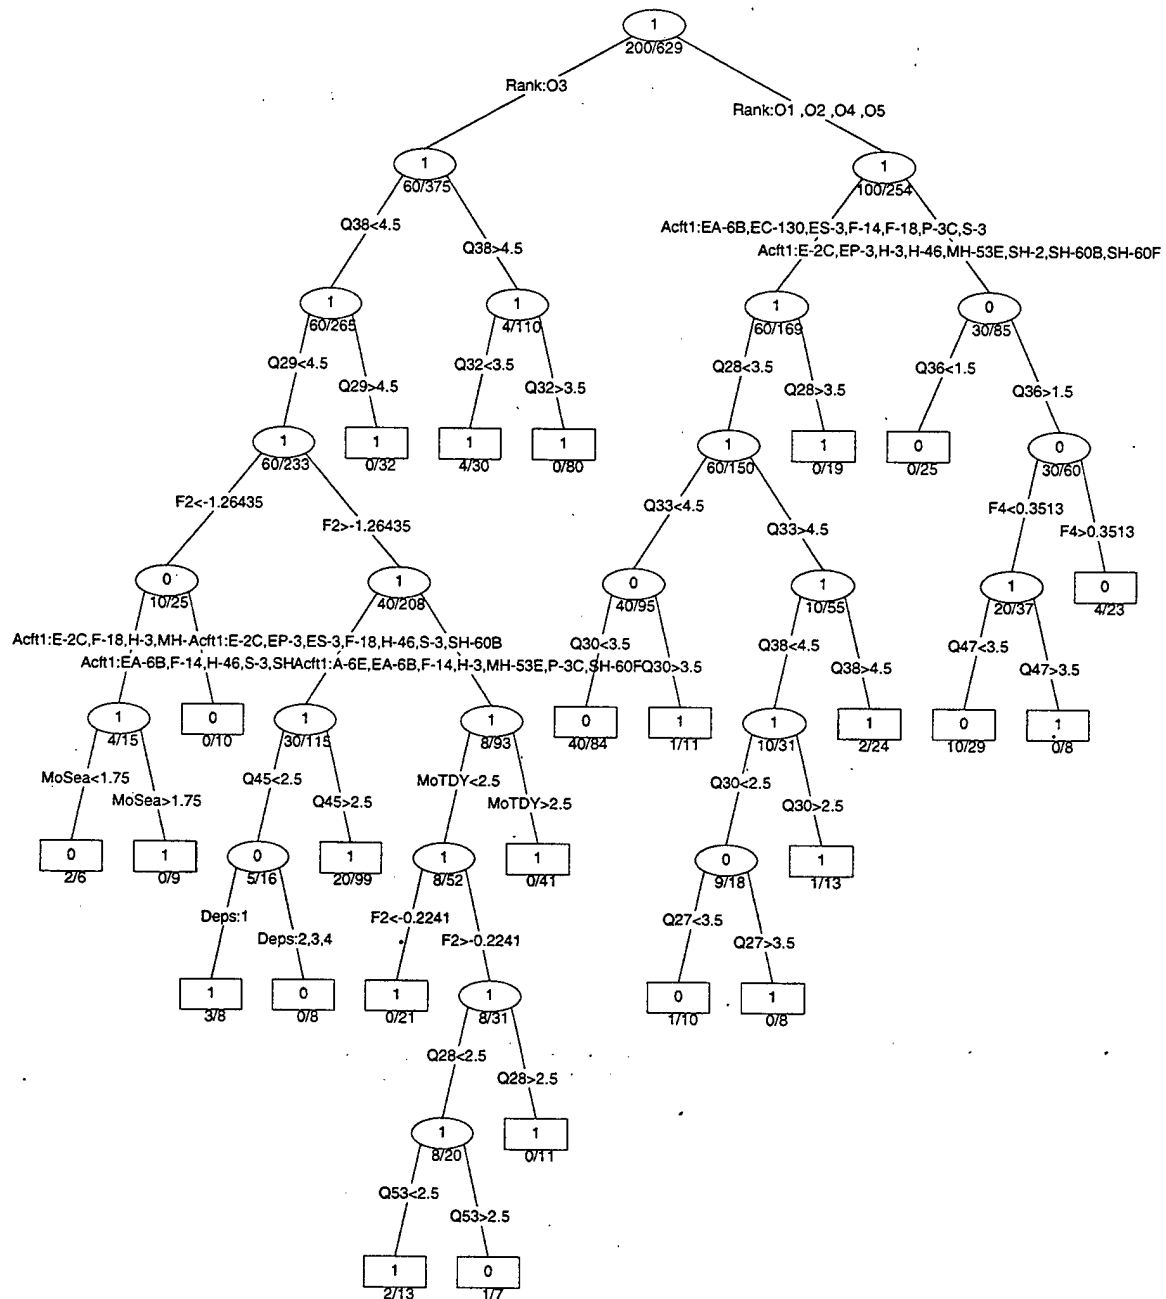 1
200/629
Rank:O3
Rank:O1 ,O2 ,O4 ,O5
1
60/375
1
100/254
Q38<4.5
Q38>4.5
Acft1:EA-6B,EC-130,ES-3,F-14,F-18,P-3C,S-3
Acft1:E-2C,EP-3,H-3,H-46,MH-53E,SH-2,SH-60B,SH-60F
1
60/265
1
4/110
1
60/169
0
30/85
Q29<4.5
Q29>4.5
Q32<3.5
Q32>3.5
Q28<3.5
Q28>3.5
Q36<1.5
Q36>1.5
1
60/233
1
0/32
1
4/30
1
0/80
1
60/150
1
0/19
0
0/25
0
30/60
F2<-1.26435
F2>-1.26435
Q33<4.5
Q33>4.5
F4<0.3513
F4>0.3513
0
10/25
1
40/208
0
40/95
1
10/55
1
20/37
0
4/23
Acft1:E-2C,F-18,H-3,MH-Acft1:E-2C,EP-3,ES-3,F-18,H-46,S-3,SH-60B
Acft1:EA-6B,F-14,H-46,S-3,SHAcft1:A-6E,EA-6B,F-14,H-3,MH-53E,P-3C,SH-60F
Q30<3.5
Q30>3.5
Q38<4.5
Q38>4.5
Q47<3.5
Q47>3.5
1
4/15
0
0/10
1
30/115
1
8/93
0
40/84
1
1/11
1
10/31
1
2/24
0
10/29
1
0/8
MoSea<1.75
MoSea>1.75
Q45<2.5
Q45>2.5
MoTDY<2.5
MoTDY>2.5
Q30<2.5
Q30>2.5
0
2/6
1
0/9
0
5/16
1
20/99
1
8/52
1
0/41
0
9/18
1
1/13
Deps:1
Deps:2,3,4
F2<-0.2241
F2>-0.2241
Q27<3.5
Q27>3.5
1
3/8
0
0/8
1
0/21
1
8/31
0
1/10
1
0/8
Q28<2.5
Q28>2.5
1
8/20
1
0/11
Q53<2.5
Q53>2.5
1
2/13
0
1/7